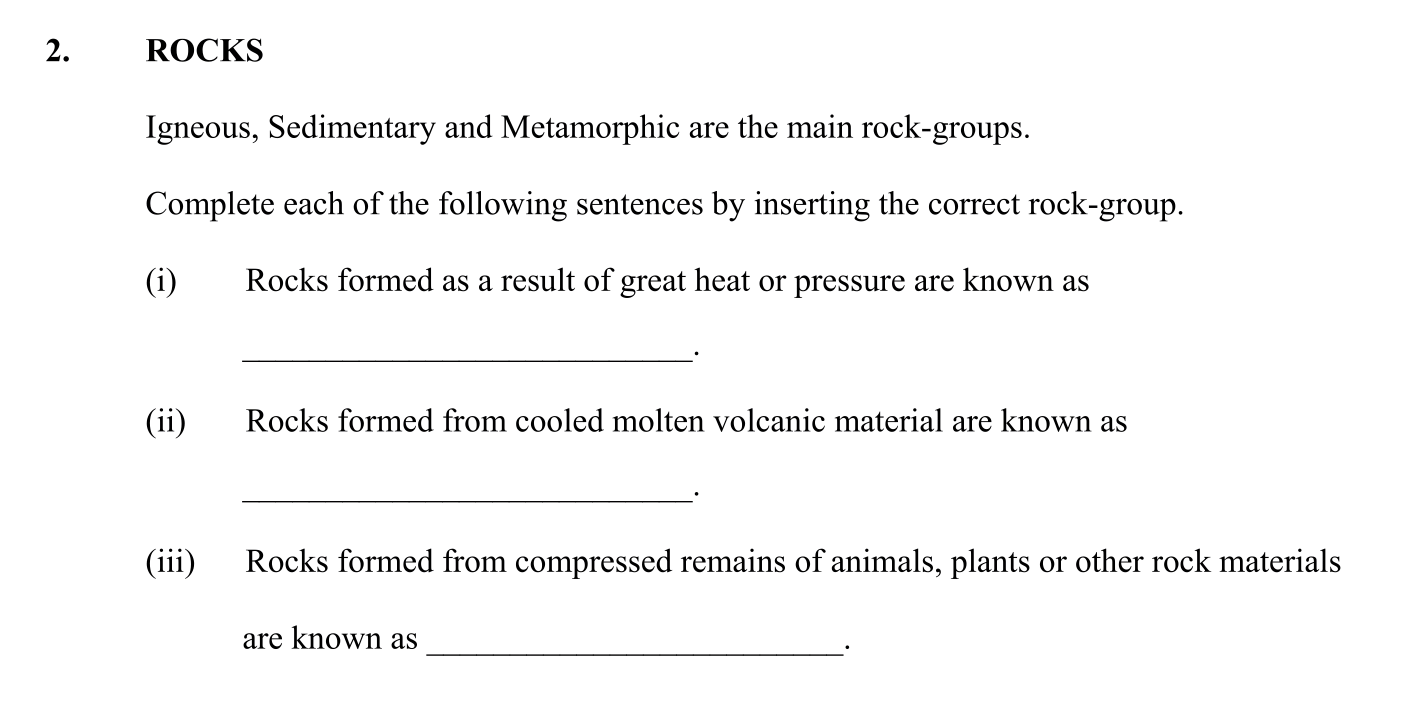 2. ROCKS
Igneous, Sedimentary and Metamorphic are the main rock-groups.
Complete each of the following sentences by inserting the correct rock-group.
(i) Rocks formed as a result of great heat or pressure are known as
___________________________.
(ii) Rocks formed from cooled molten volcanic material are known as
___________________________.
(iii) Rocks formed from compressed remains of animals, plants or other rock materials
are known as _________________________.